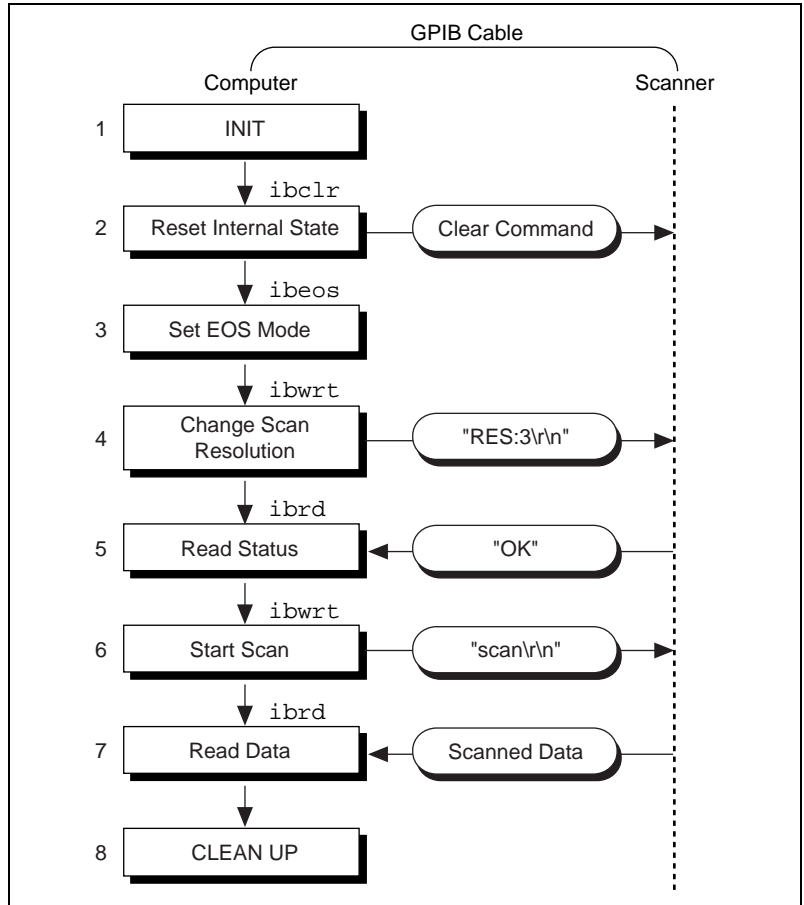 GPIB Cable
Computer
Scanner
1
INIT
ibclr
2
Reset Internal State
Clear Command
ibeos
3
Set EOS Mode
ibwrt
4
Change Scan
Resolution
"RES:3\r\n"
ibrd
5
Read Status
"OK"
ibwrt
6
Start Scan
"scan\r\n"
ibrd
7
Read Data
Scanned Data
8
CLEAN UP